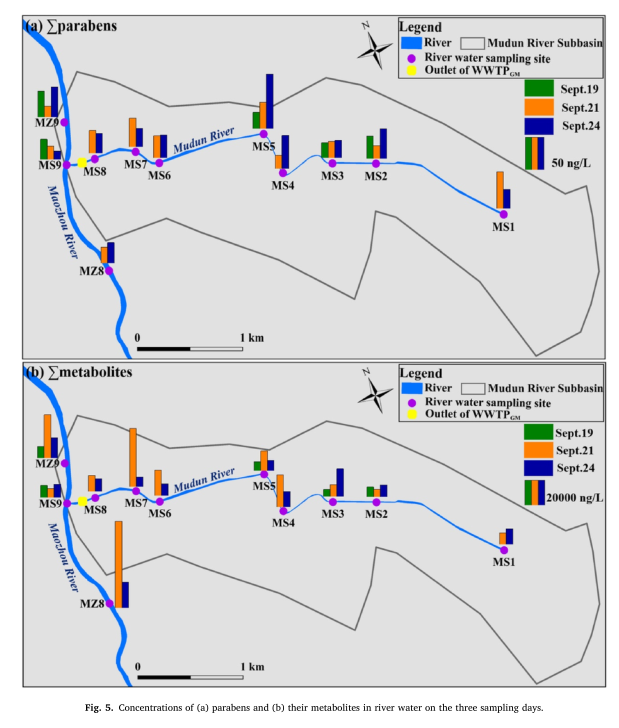 (a) ∑parabens
N
Legend
River
Mudun River Subbasin
River water sampling site
Outlet of WWTPGM
Sept.19
Sept.21
Sept.24
50 ng/L
MZ9
MS9
MS8
MS7
MS6
Mudun River
MS5
MS4
MS3
MS2
MS1
Maozhou River
MZ8
0 1 km
(b) ∑metabolites
N
Legend
River
Mudun River Subbasin
River water sampling site
Outlet of WWTPGM
Sept.19
Sept.21
Sept.24
20000 ng/L
MZ9
MS9
MS8
MS7
MS6
Mudun River
MS5
MS4
MS3
MS2
MS1
Maozhou River
MZ8
0 1 km
Fig. 5. Concentrations of (a) parabens and (b) their metabolites in river water on the three sampling days.